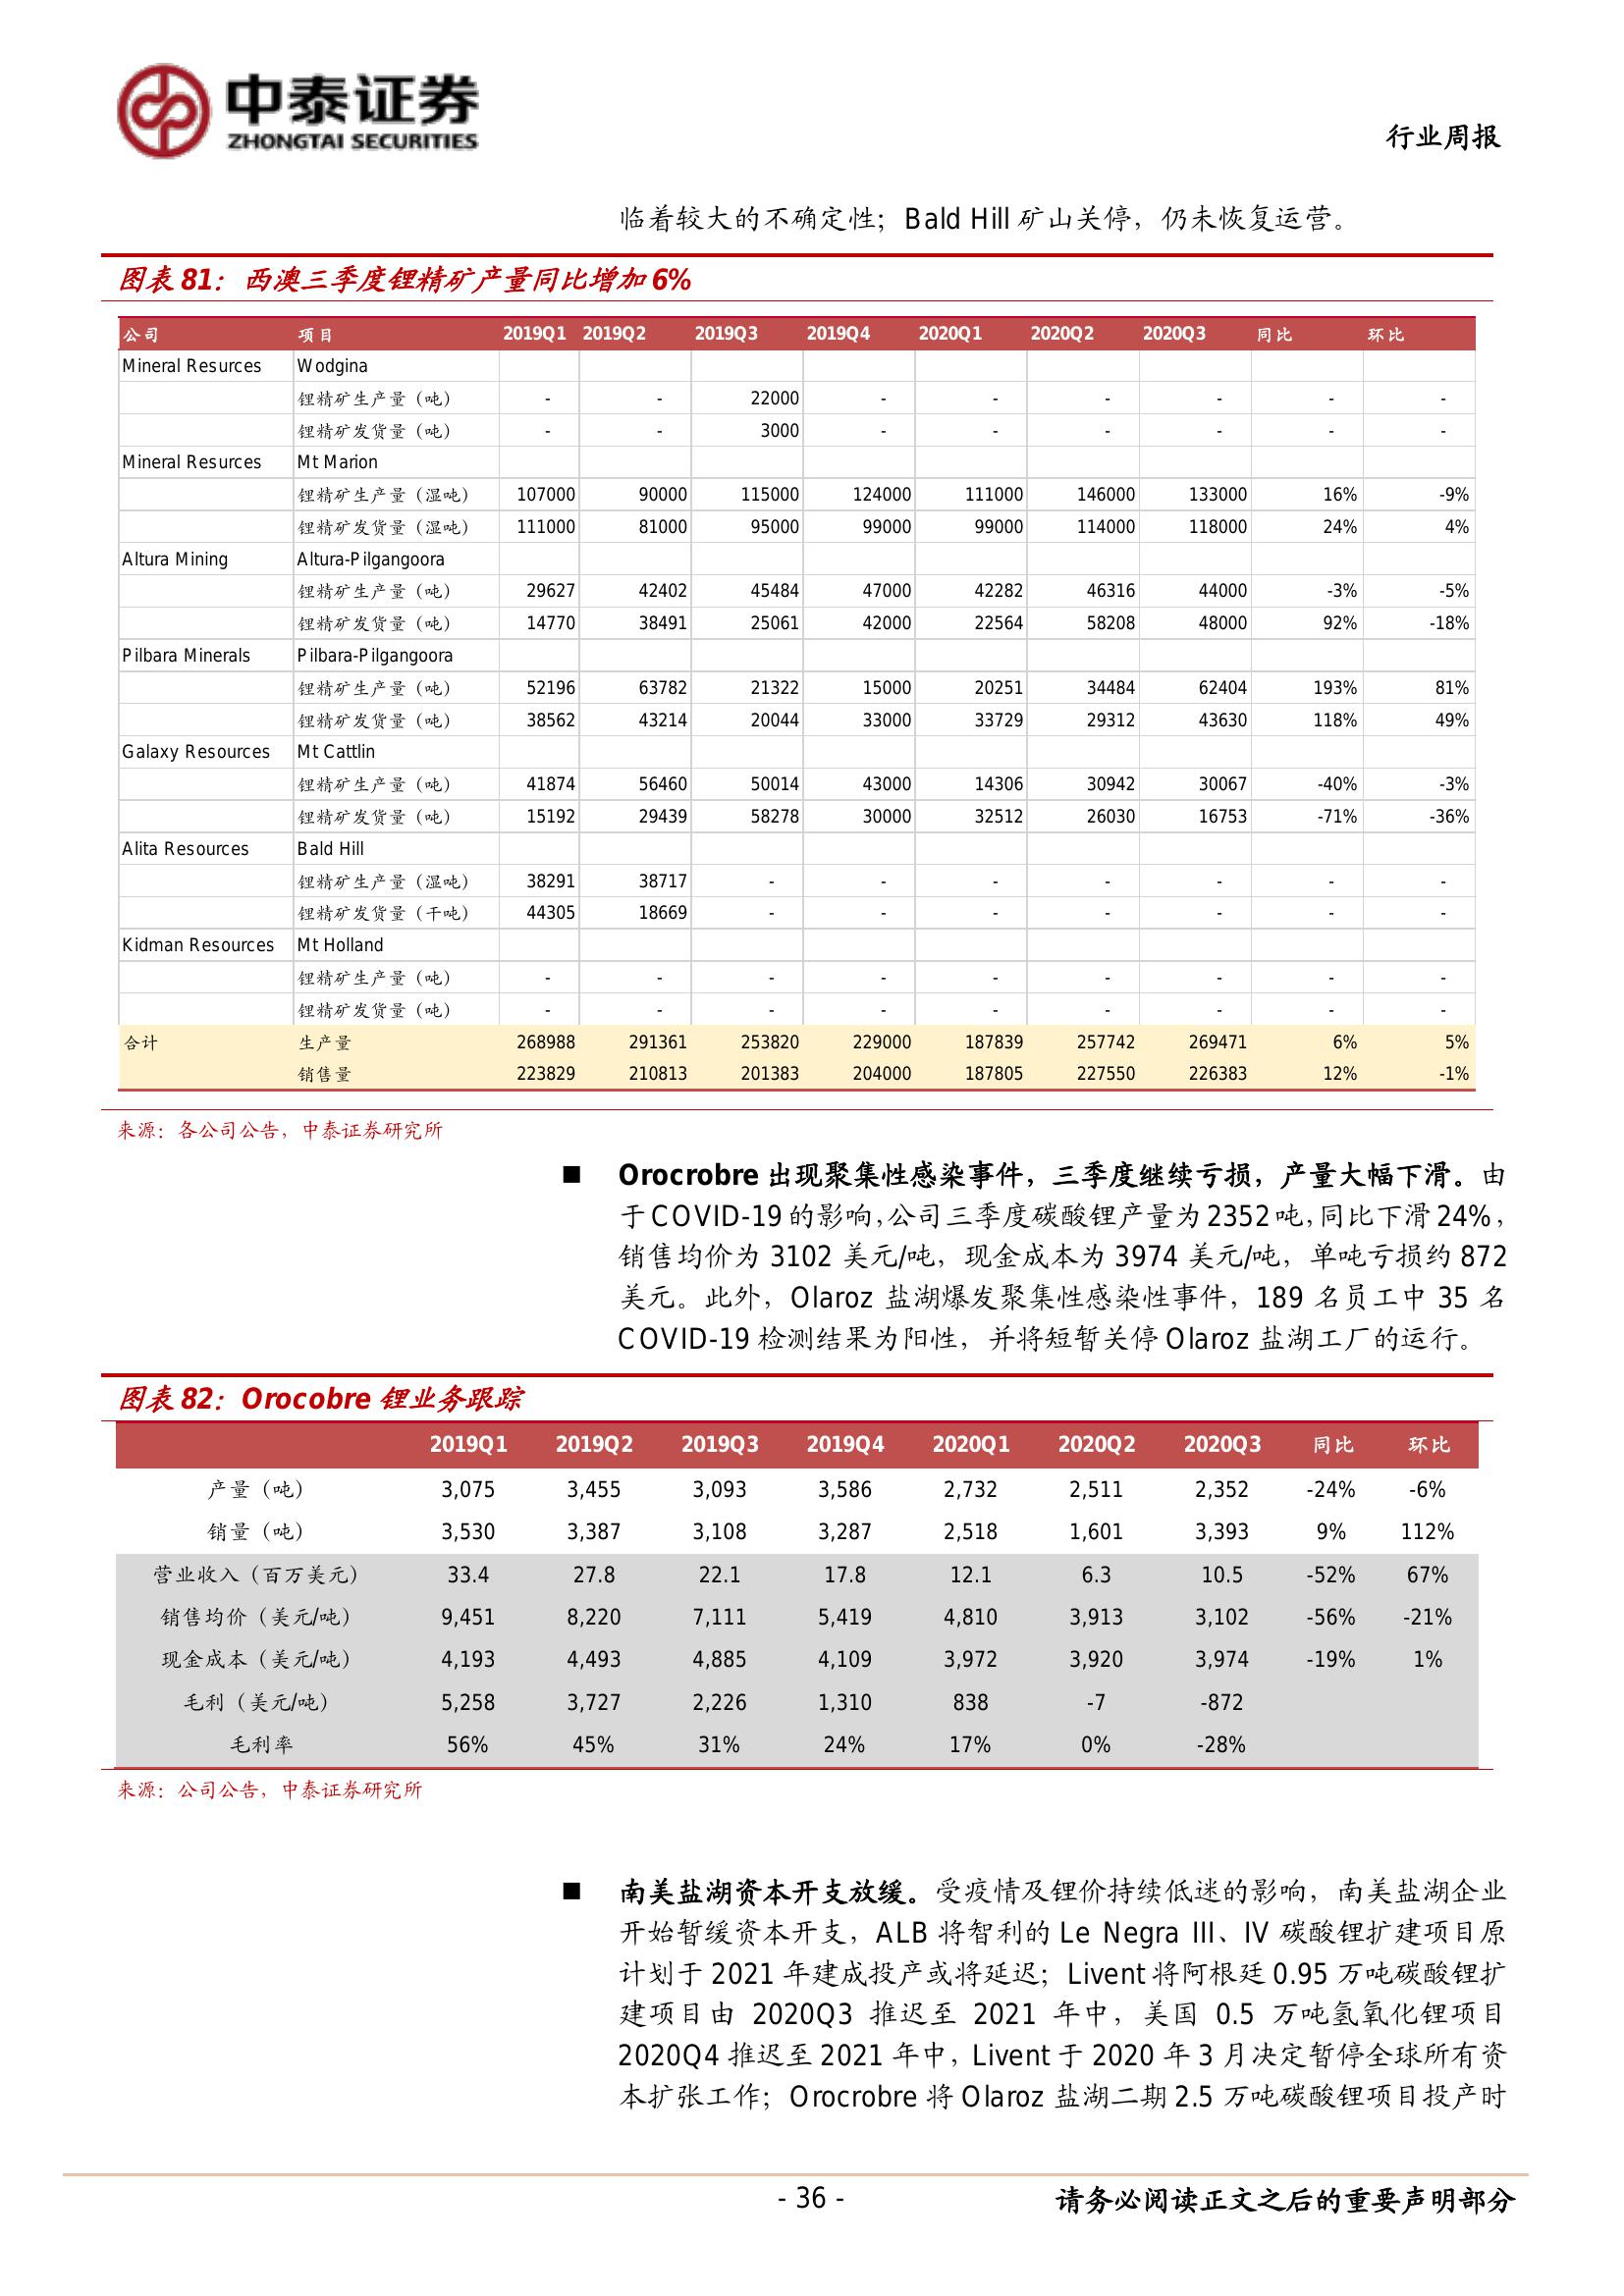 中泰证券
ZHONGTAI SECURITIES
行业周报
临着较大的不确定性；Bald Hill 矿山关停，仍未恢复运营。
图表 81：西澳三季度锂精矿产量同比增加 6%
公司 项目 2019Q1 2019Q2 2019Q3 2019Q4 2020Q1 2020Q2 2020Q3 同比 环比
Mineral Resurces Wodgina
锂精矿生产量（吨） - - 22000 - - - - - -
锂精矿发货量（吨） - - 3000 - - - - - -
Mineral Resurces Mt Marion
锂精矿生产量（湿吨） 107000 90000 115000 124000 111000 146000 133000 16% -9%
锂精矿发货量（湿吨） 111000 81000 95000 99000 99000 114000 118000 24% 4%
Altura Mining Altura-Pilgangoora
锂精矿生产量（吨） 29627 42402 45484 47000 42282 46316 44000 -3% -5%
锂精矿发货量（吨） 14770 38491 25061 42000 22564 58208 48000 92% -18%
Pilbara Minerals Pilbara-Pilgangoora
锂精矿生产量（吨） 52196 63782 21322 15000 20251 34484 62404 193% 81%
锂精矿发货量（吨） 38562 43214 20044 33000 33729 29312 43630 118% 49%
Galaxy Resources Mt Cattlin
锂精矿生产量（吨） 41874 56460 50014 43000 14306 30942 30067 -40% -3%
锂精矿发货量（吨） 15192 29439 58278 30000 32512 26030 16753 -71% -36%
Alita Resources Bald Hill
锂精矿生产量（湿吨） 38291 38717 - - - - - - -
锂精矿发货量（干吨） 44305 18669 - - - - - - -
Kidman Resources Mt Holland
锂精矿生产量（吨） - - - - - - - - -
锂精矿发货量（吨） - - - - - - - - -
合计 生产量 268988 291361 253820 229000 187839 257742 269471 6% 5%
销售量 223829 210813 201383 204000 187805 227550 226383 12% -1%
来源：各公司公告，中泰证券研究所
■ Orocrobre 出现聚集性感染事件，三季度继续亏损，产量大幅下滑。由
于 COVID-19 的影响，公司三季度碳酸锂产量为 2352 吨，同比下滑 24%，
销售均价为 3102 美元/吨，现金成本为 3974 美元/吨，单吨亏损约 872
美元。此外，Olaroz 盐湖爆发聚集性感染性事件，189 名员工中 35 名
COVID-19 检测结果为阳性，并将短暂关停 Olaroz 盐湖工厂的运行。
图表 82：Orocobre 锂业务跟踪
2019Q1 2019Q2 2019Q3 2019Q4 2020Q1 2020Q2 2020Q3 同比 环比
产量（吨） 3,075 3,455 3,093 3,586 2,732 2,511 2,352 -24% -6%
销量（吨） 3,530 3,387 3,108 3,287 2,518 1,601 3,393 9% 112%
营业收入（百万美元） 33.4 27.8 22.1 17.8 12.1 6.3 10.5 -52% 67%
销售均价（美元/吨） 9,451 8,220 7,111 5,419 4,810 3,913 3,102 -56% -21%
现金成本（美元/吨） 4,193 4,493 4,885 4,109 3,972 3,920 3,974 -19% 1%
毛利（美元/吨） 5,258 3,727 2,226 1,310 838 -7 -872
毛利率 56% 45% 31% 24% 17% 0% -28%
来源：公司公告，中泰证券研究所
■ 南美盐湖资本开支放缓。受疫情及锂价持续低迷的影响，南美盐湖企业
开始暂缓资本开支，ALB 将智利的 Le Negra III、IV 碳酸锂扩建项目原
计划于 2021 年建成投产或将延迟；Livent 将阿根廷 0.95 万吨碳酸锂扩
建项目由 2020Q3 推迟至 2021 年中，美国 0.5 万吨氢氧化锂项目
2020Q4 推迟至 2021 年中，Livent 于 2020 年 3 月决定暂停全球所有资
本扩张工作；Orocrobre 将 Olaroz 盐湖二期 2.5 万吨碳酸锂项目投产时
- 36 -
请务必阅读正文之后的重要声明部分